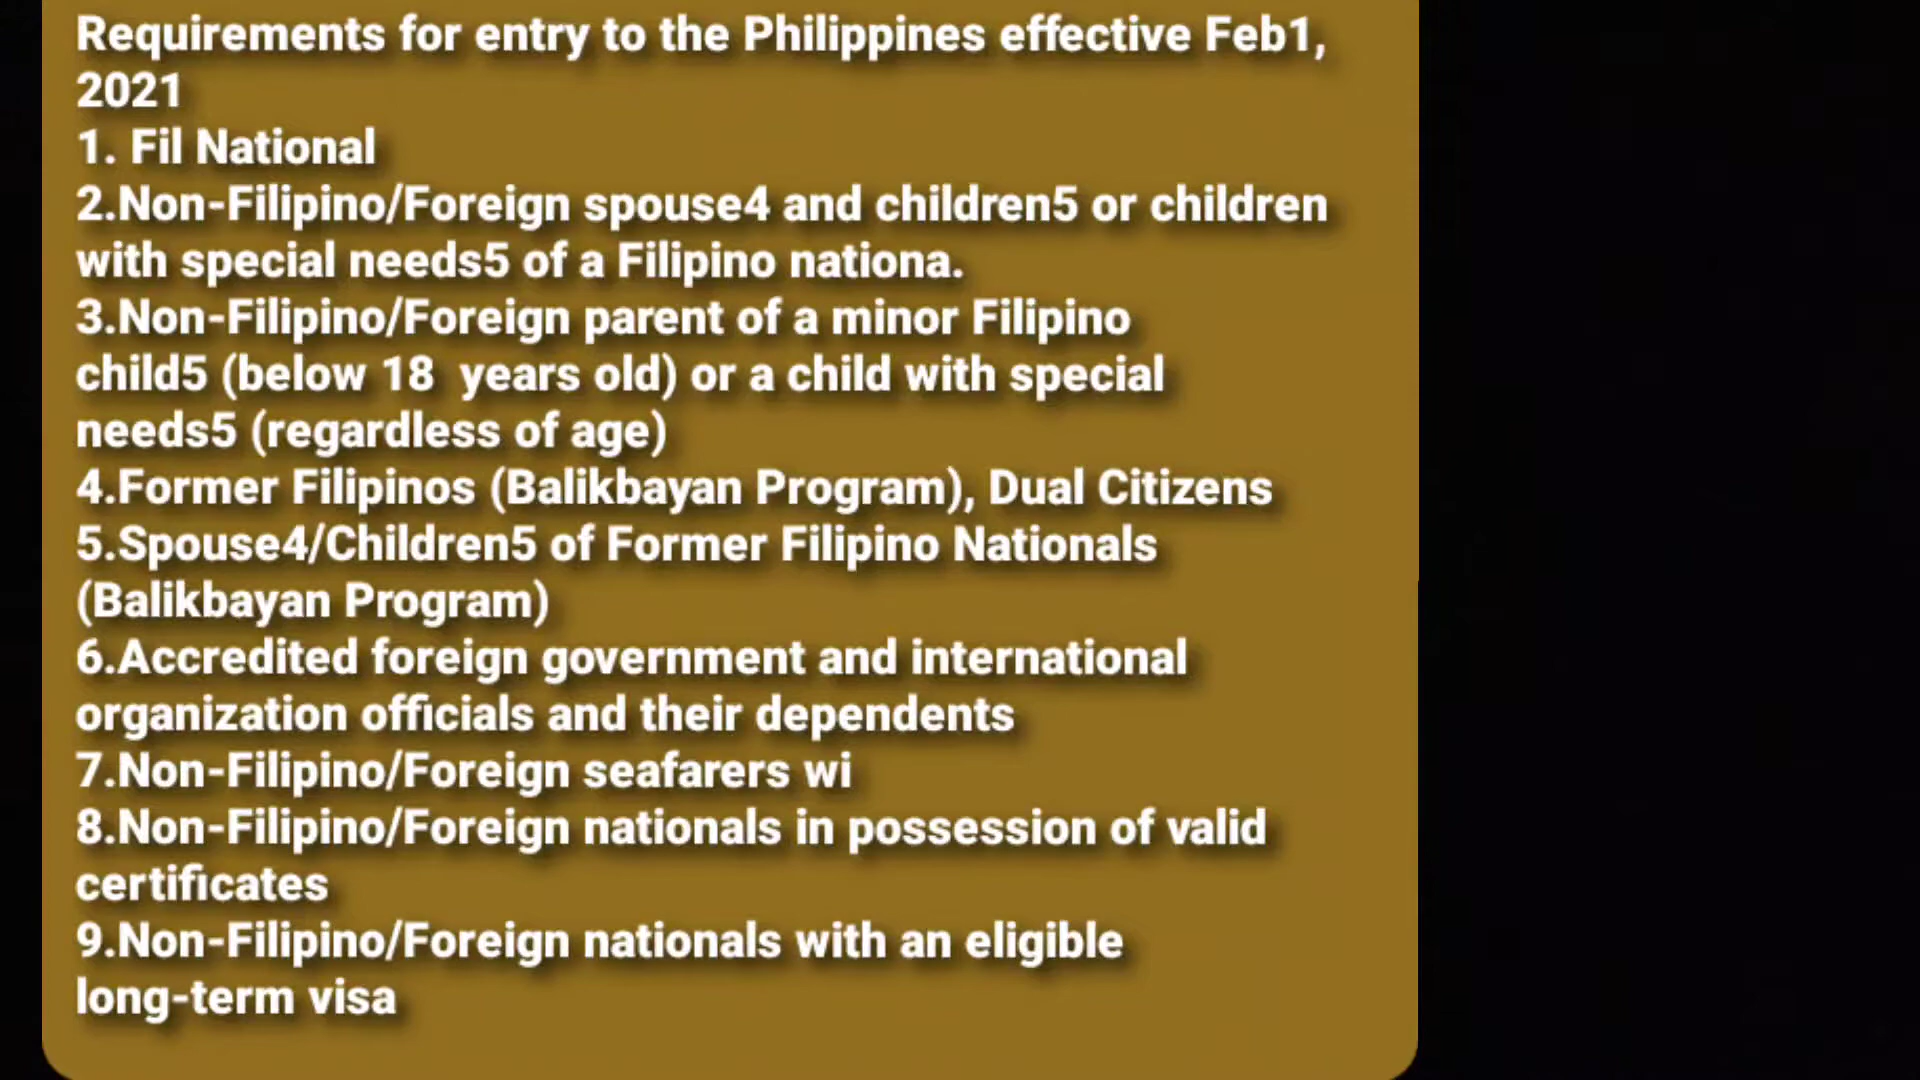 Requirements for entry to the Philippines effective Feb1,
2021
1. Fil National
2.Non-Filipino/Foreign spouse4 and children5 or children
with special needs5 of a Filipino nationa.
3.Non-Filipino/Foreign parent of a minor Filipino
child5 (below 18  years old) or a child with special
needs5 (regardless of age)
4.Former Filipinos (Balikbayan Program), Dual Citizens
5.Spouse4/Children5 of Former Filipino Nationals
(Balikbayan Program)
6.Accredited foreign government and international
organization officials and their dependents
7.Non-Filipino/Foreign seafarers wi
8.Non-Filipino/Foreign nationals in possession of valid
certificates
9.Non-Filipino/Foreign nationals with an eligible
long-term visa